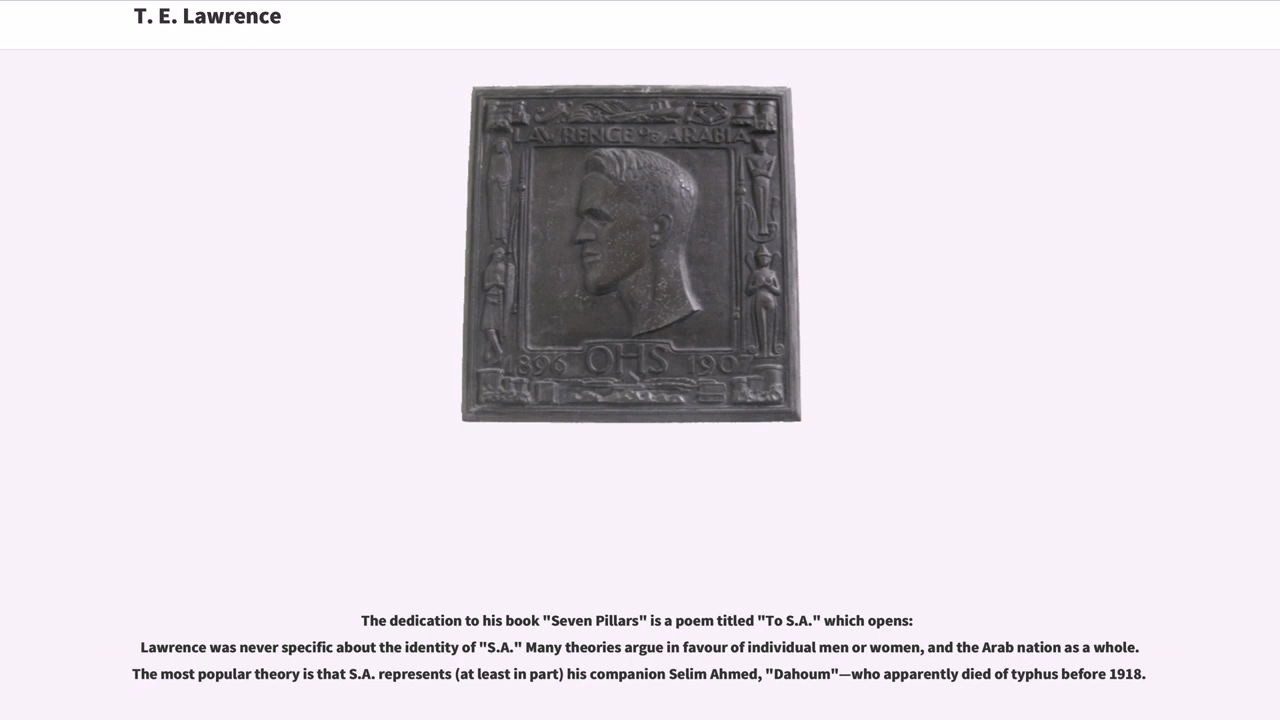 T. E. Lawrence
LAWRENCE OF ARABIA
1896 OHS 1907
The dedication to his book "Seven Pillars" is a poem titled "To S.A." which opens:
Lawrence was never specific about the identity of "S.A." Many theories argue in favour of individual men or women, and the Arab nation as a whole.
The most popular theory is that S.A. represents (at least in part) his companion Selim Ahmed, "Dahoum"—who apparently died of typhus before 1918.